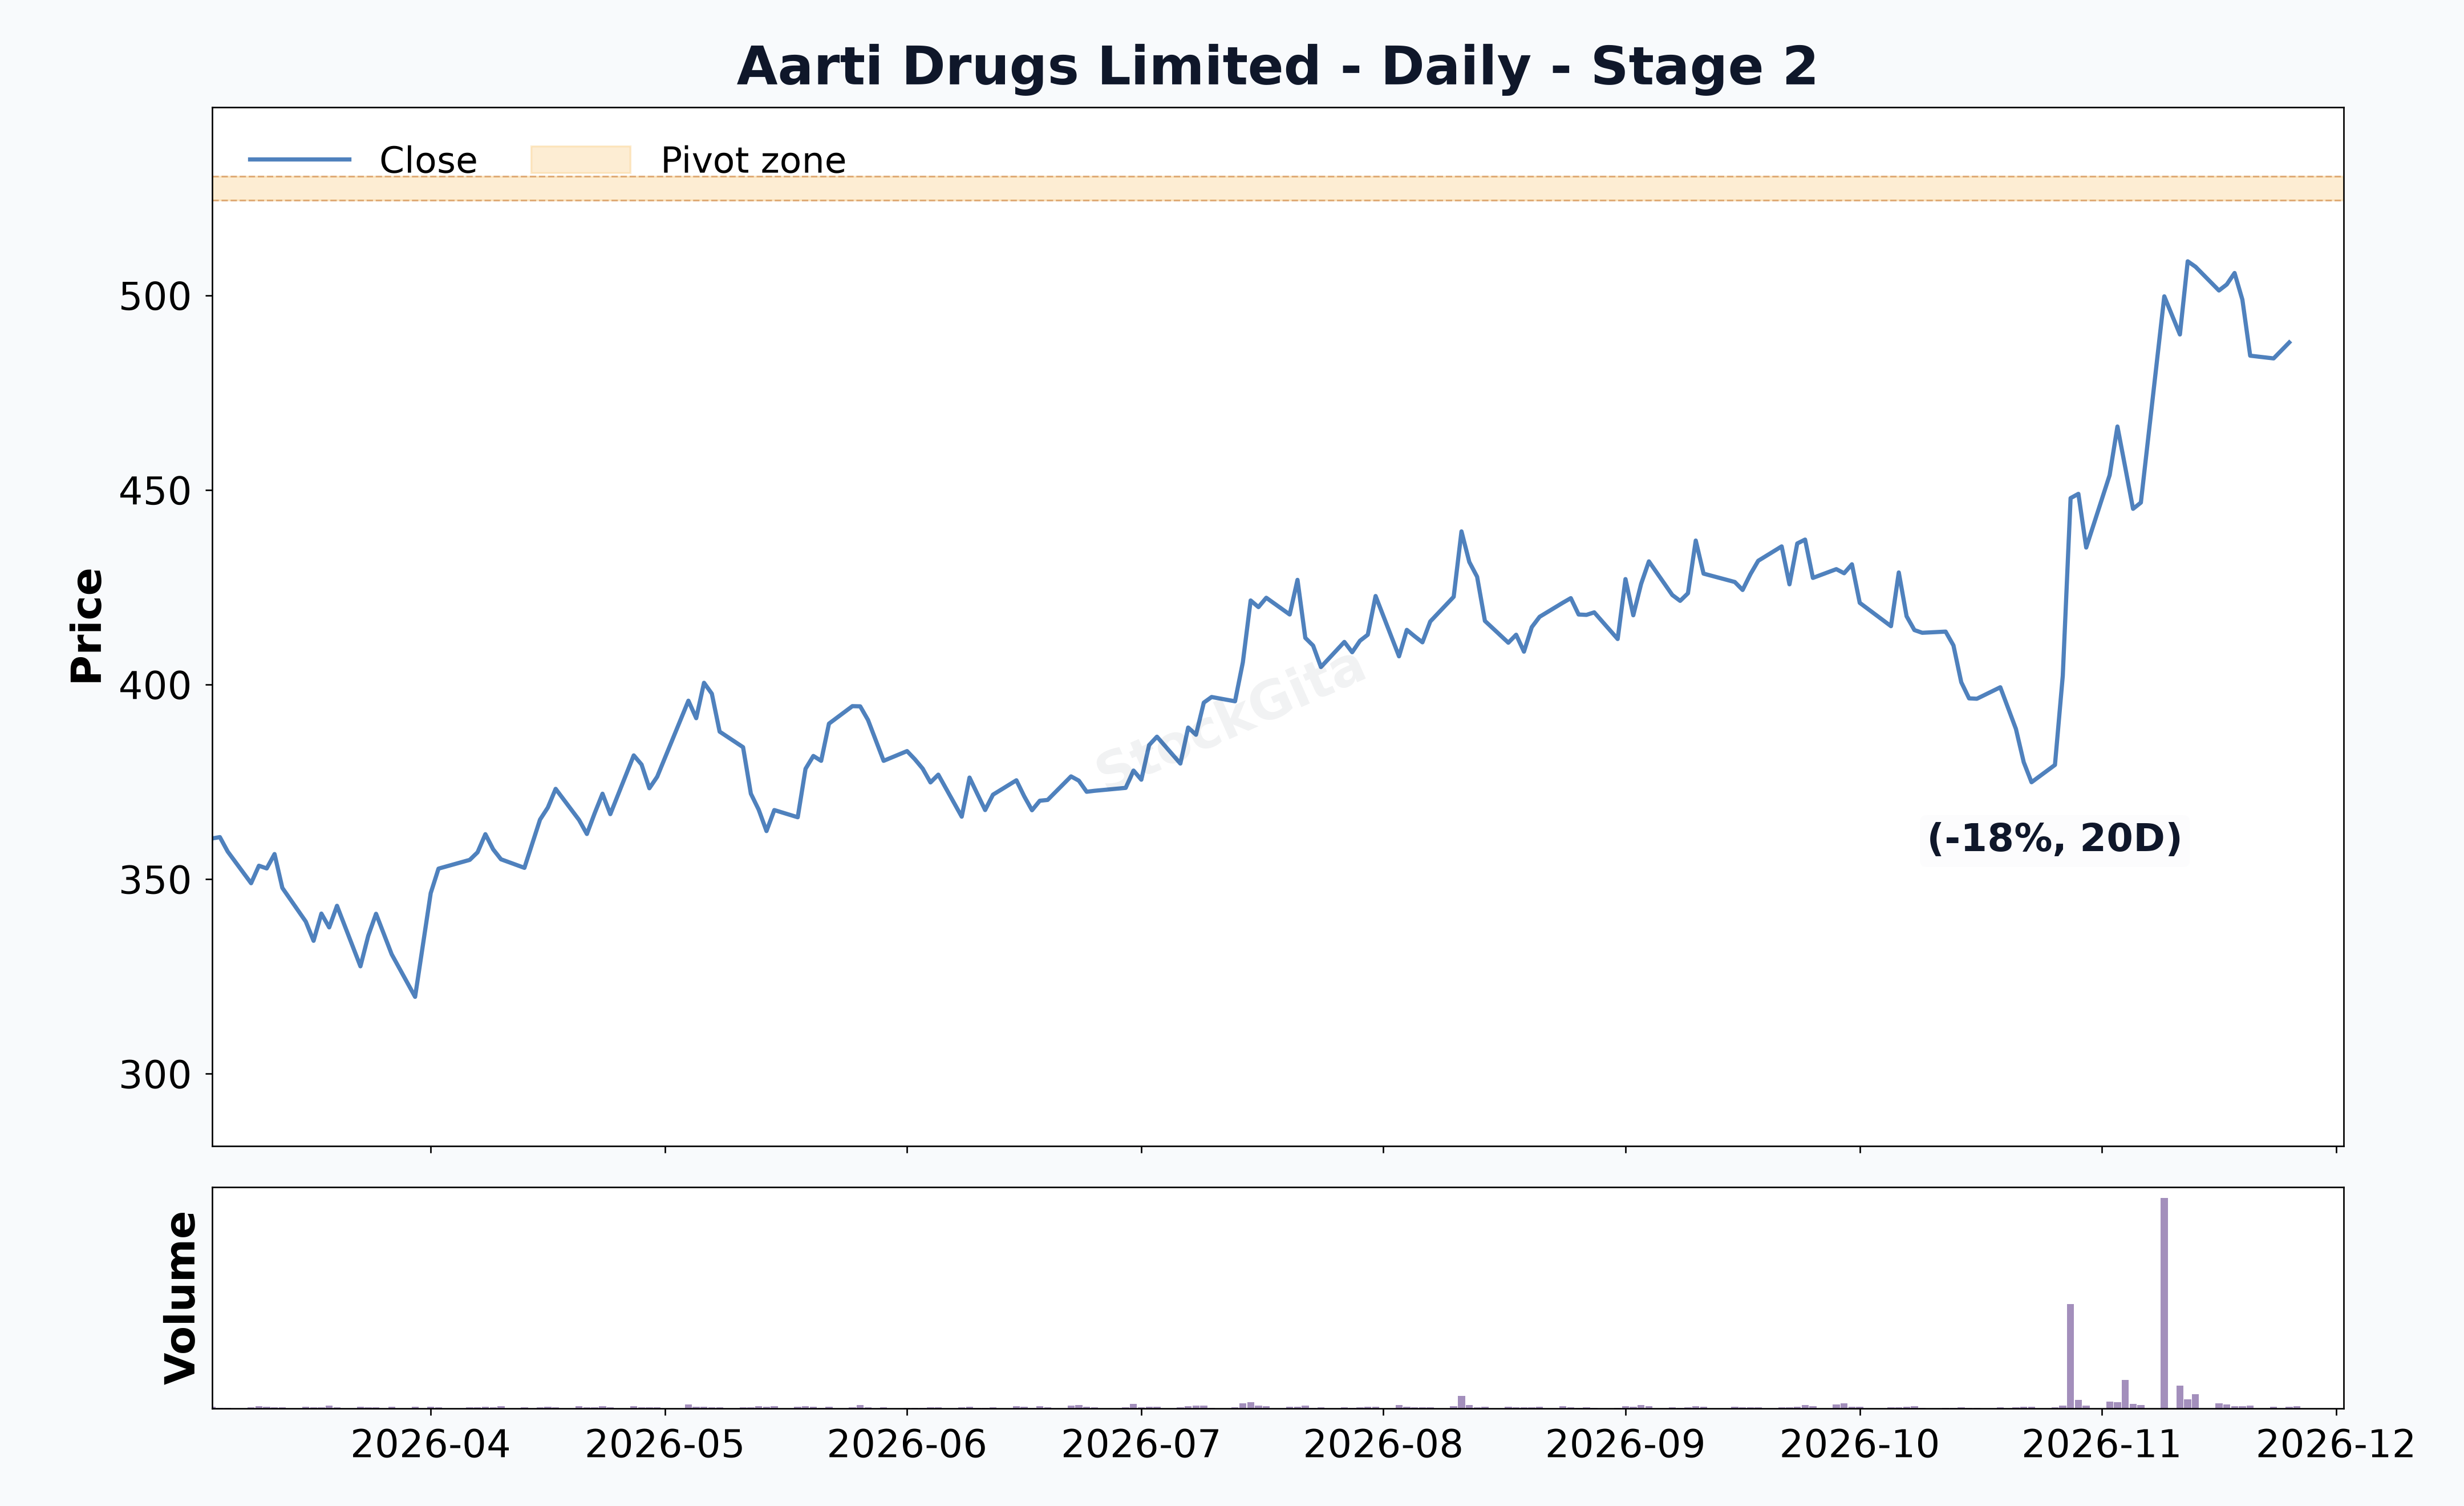 Aarti Drugs Limited - Daily - Stage 2
Close
Pivot zone
500
450
400
350
300
Price
StockGita
(-18%, 20D)
Volume
2026-04
2026-05
2026-06
2026-07
2026-08
2026-09
2026-10
2026-11
2026-12